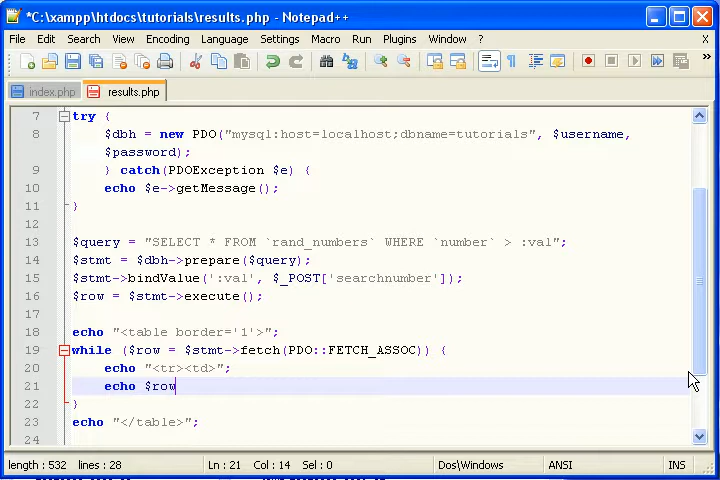 *C:\xampp\htdocs\tutorials\results.php - Notepad++
File Edit Search View Encoding Language Settings Macro Run Plugins Window ? X
index.php results.php
7 try {
8 $dbh = new PDO("mysql:host=localhost;dbname=tutorials", $username,
$password);
9 } catch(PDOException $e) {
10 echo $e->getMessage();
11 }
12
13 $query = "SELECT * FROM `rand_numbers` WHERE `number` > :val";
14 $stmt = $dbh->prepare($query);
15 $stmt->bindValue(':val', $_POST['searchnumber']);
16 $row = $stmt->execute();
17
18 echo "<table border='1'>";
19 while ($row = $stmt->fetch(PDO::FETCH_ASSOC)) {
20 echo "<tr><td>";
21 echo $row
22 }
23 echo "</table>";
24
length : 532 lines : 28 Ln : 21 Col : 14 Sel : 0 Dos\Windows ANSI INS